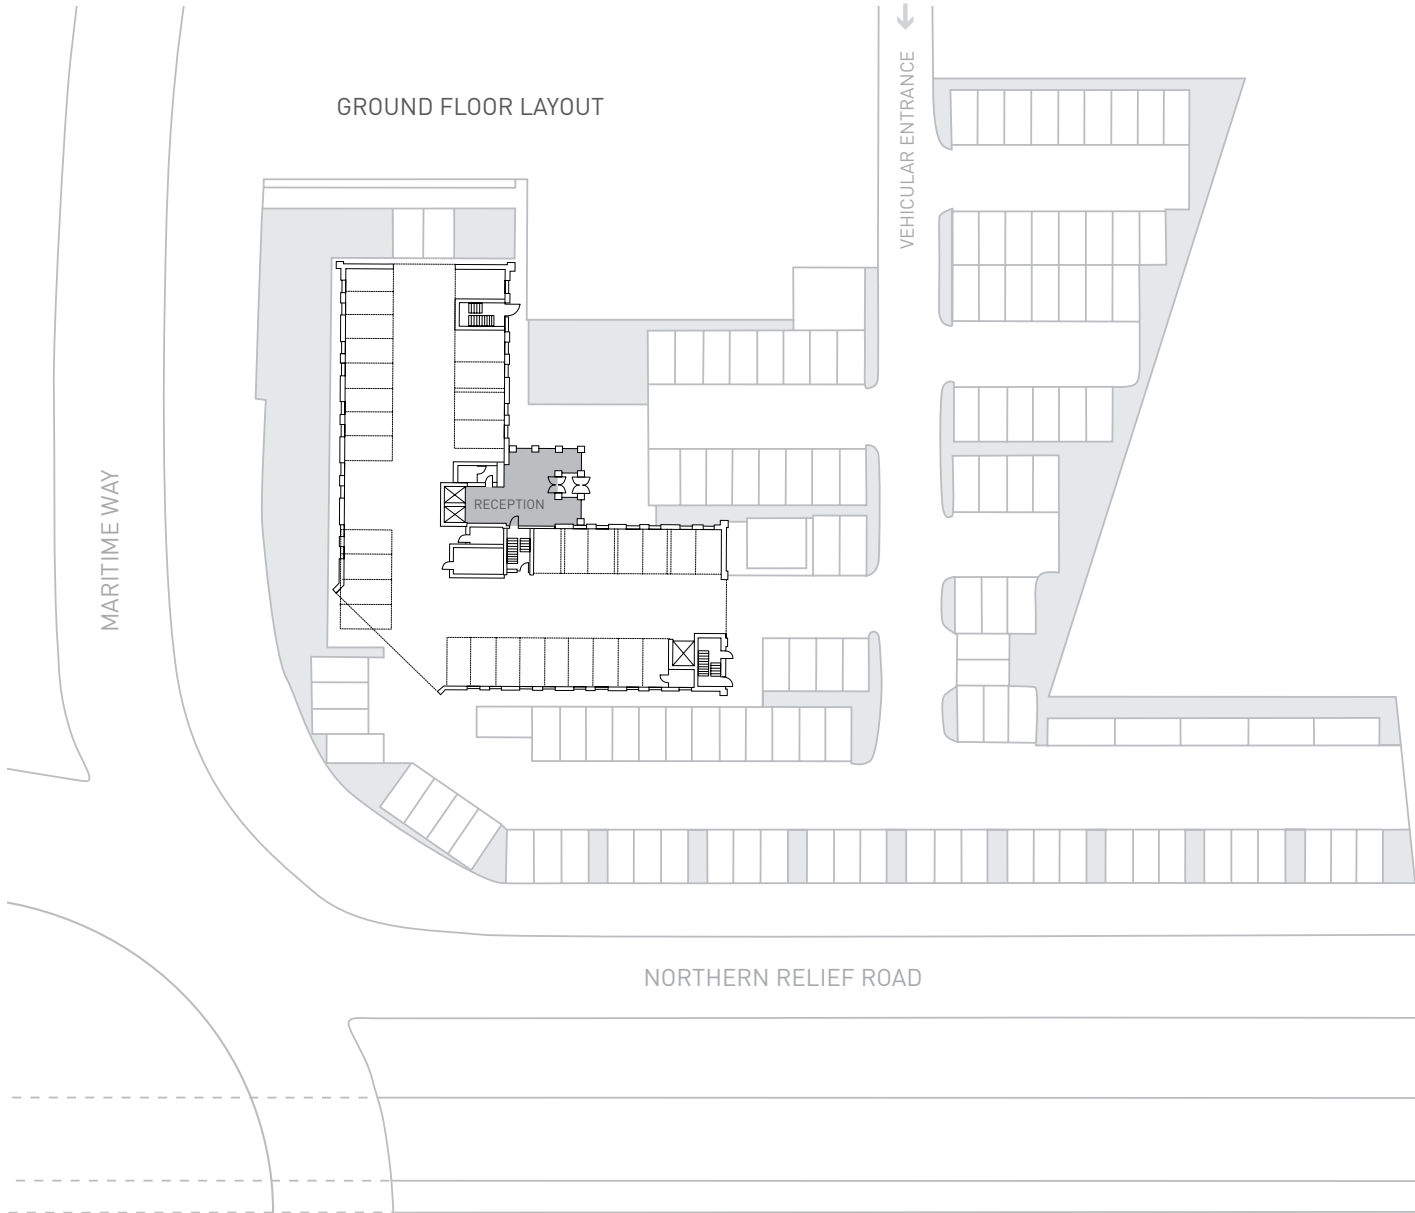 GROUND FLOOR LAYOUT
VEHICULAR ENTRANCE
RECEPTION
MARITIME WAY
NORTHERN RELIEF ROAD